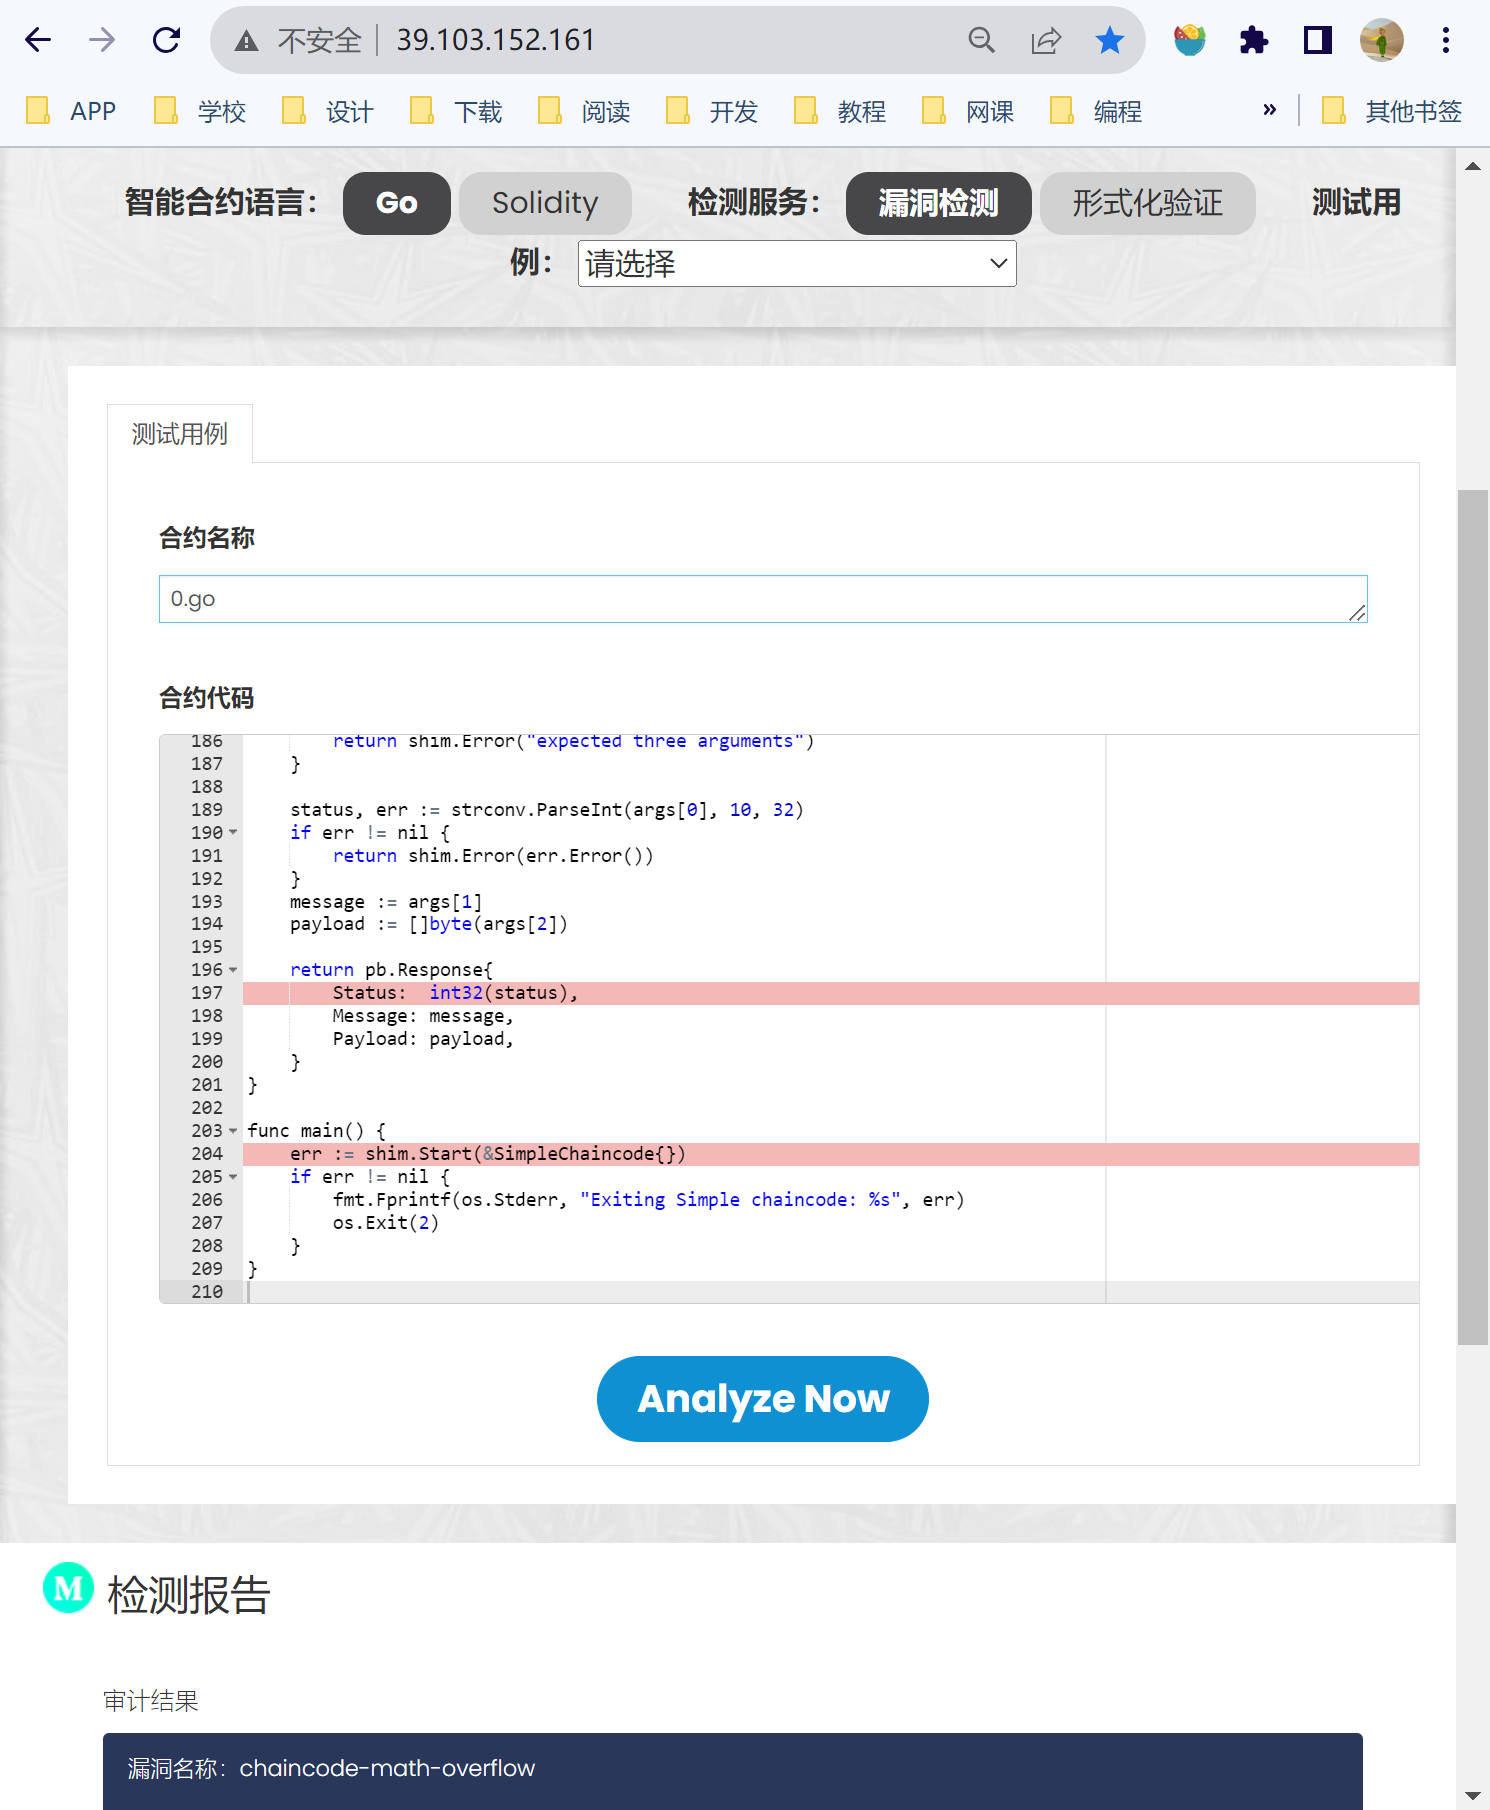 不安全 39.103.152.161
APP 学校 设计 下载 阅读 开发 教程 网课 编程 » 其他书签
智能合约语言： Go Solidity 检测服务： 漏洞检测 形式化验证 测试用
例： 请选择
测试用例
合约名称
0.go
合约代码
186         return shim.Error("expected three arguments")
187     }
188
189     status, err := strconv.ParseInt(args[0], 10, 32)
190     if err != nil {
191         return shim.Error(err.Error())
192     }
193     message := args[1]
194     payload := []byte(args[2])
195
196     return pb.Response{
197         Status:  int32(status),
198         Message: message,
199         Payload: payload,
200     }
201 }
202
203 func main() {
204     err := shim.Start(&SimpleChaincode{})
205     if err != nil {
206         fmt.Fprintf(os.Stderr, "Exiting Simple chaincode: %s", err)
207         os.Exit(2)
208     }
209 }
210
Analyze Now
M 检测报告
审计结果
漏洞名称：chaincode-math-overflow